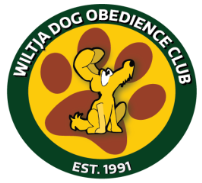 WILTJA DOG OBEDIENCE CLUB
EST. 1991